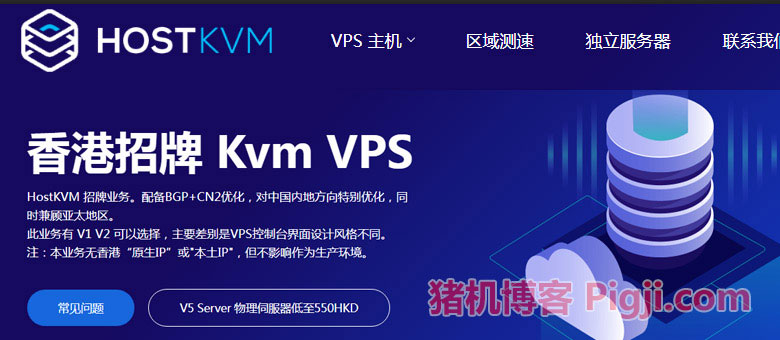 HOSTKVM
VPS 主机
区域测速
独立服务器
联系我们
香港招牌 Kvm VPS
HostKVM 招牌业务。配备BGP+CN2优化，对中国内地方向特别优化，同
时兼顾亚太地区。
此业务有 V1 V2 可以选择，主要差别是VPS控制台界面设计风格不同。
注：本业务无香港“原生IP”或"本土IP"，但不影响作为生产环境。
常见问题
V5 Server 物理伺服器低至550HKD
猪机博客 Pigji.com